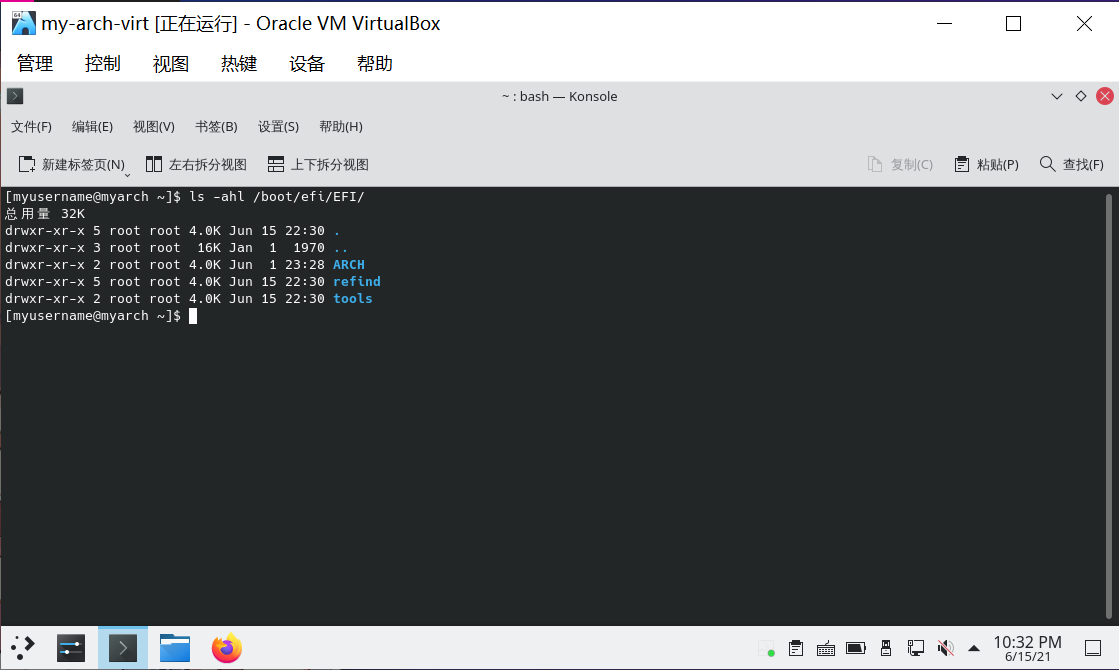 my-arch-virt [正在运行] - Oracle VM VirtualBox
管理 控制 视图 热键 设备 帮助
~ : bash — Konsole
文件(F) 编辑(E) 视图(V) 书签(B) 设置(S) 帮助(H)
新建标签页(N) 左右拆分视图 上下拆分视图 复制(C) 粘贴(P) 查找(F)
[myusername@myarch ~]$ ls -ahl /boot/efi/EFI/
总用量 32K
drwxr-xr-x 5 root root 4.0K Jun 15 22:30 .
drwxr-xr-x 3 root root  16K Jan  1  1970 ..
drwxr-xr-x 2 root root 4.0K Jun  1 23:28 ARCH
drwxr-xr-x 5 root root 4.0K Jun 15 22:30 refind
drwxr-xr-x 2 root root 4.0K Jun 15 22:30 tools
[myusername@myarch ~]$
10:32 PM
6/15/21